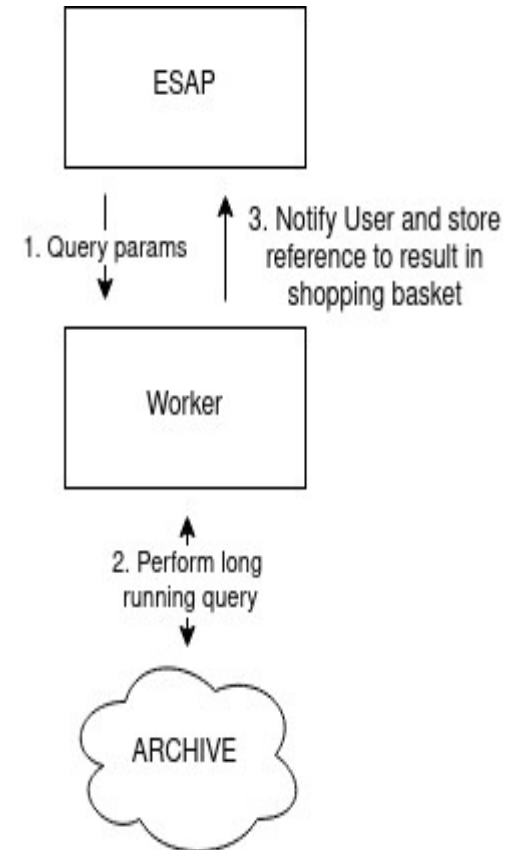 ESAP
1. Query params
3. Notify User and store
reference to result in
shopping basket
Worker
2. Perform long
running query
ARCHIVE